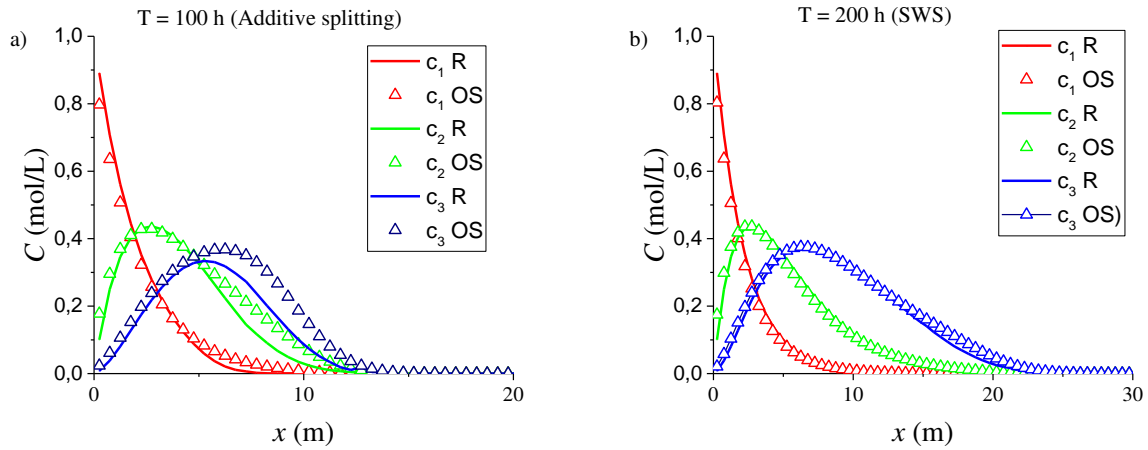 T = 100 h (Additive splitting)
a)
1,0
0,8
0,6
0,4
0,2
0,0
C (mol/L)
0
10
20
x (m)
c1 R
c1 OS
c2 R
c2 OS
c3 R
c3 OS
T = 200 h (SWS)
b)
1,0
0,8
0,6
0,4
0,2
0,0
C (mol/L)
0
10
20
30
x (m)
c1 R
c1 OS
c2 R
c2 OS
c3 R
c3 OS)